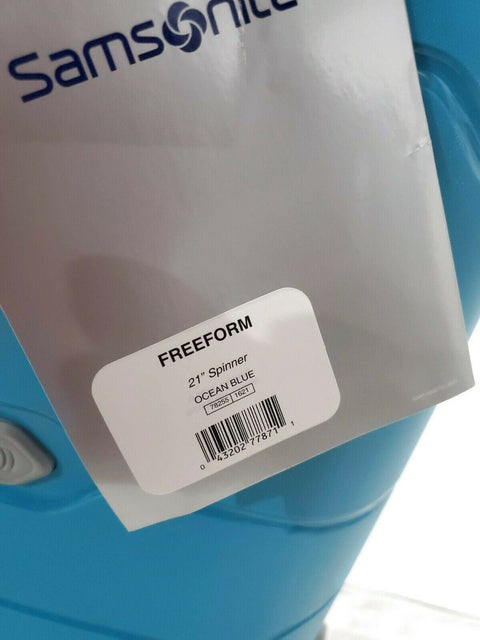 Samsonite
FREEFORM
21" Spinner
OCEAN BLUE
78255 1621
0 43202 77871 1